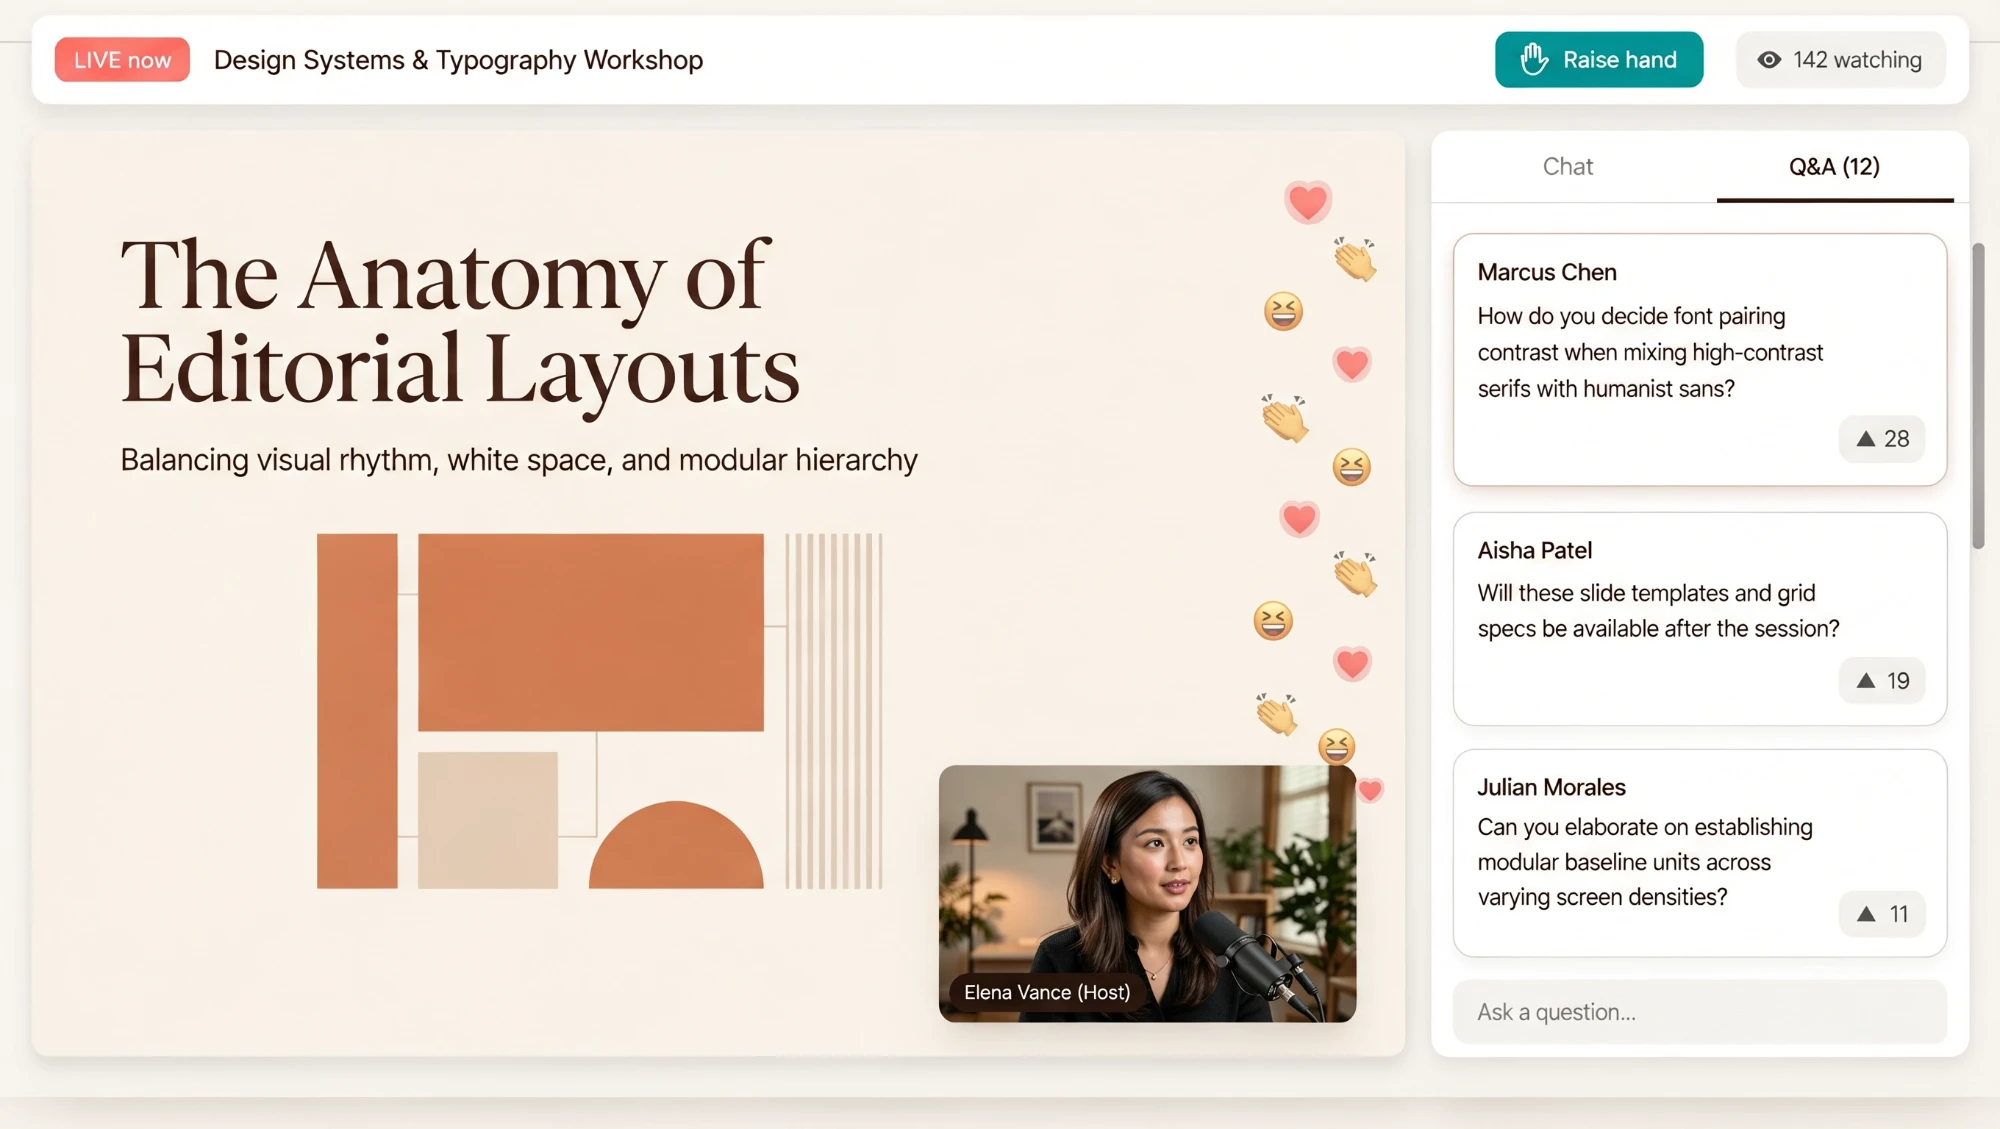 LIVE now
Design Systems & Typography Workshop
Raise hand
142 watching
The Anatomy of
Editorial Layouts
Balancing visual rhythm, white space, and modular hierarchy
Elena Vance (Host)
Chat
Q&A (12)
Marcus Chen
How do you decide font pairing
contrast when mixing high-contrast
serifs with humanist sans?
28
Aisha Patel
Will these slide templates and grid
specs be available after the session?
19
Julian Morales
Can you elaborate on establishing
modular baseline units across
varying screen densities?
11
Ask a question...